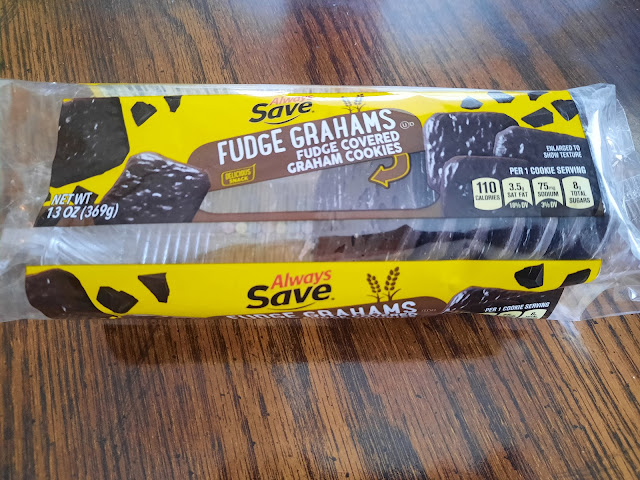 Always
Save®
FUDGE GRAHAMS
FUDGE COVERED
GRAHAM COOKIES
DELICIOUS
SNACK
NET WT
13 OZ (369g)
ENLARGED TO
SHOW TEXTURE
PER 1 COOKIE SERVING
110
CALORIES
3.5g
SAT FAT
18% DV
75mg
SODIUM
3% DV
8g
TOTAL
SUGARS
Always
Save®
FUDGE GRAHAMS
PER 1 COOKIE SERVING